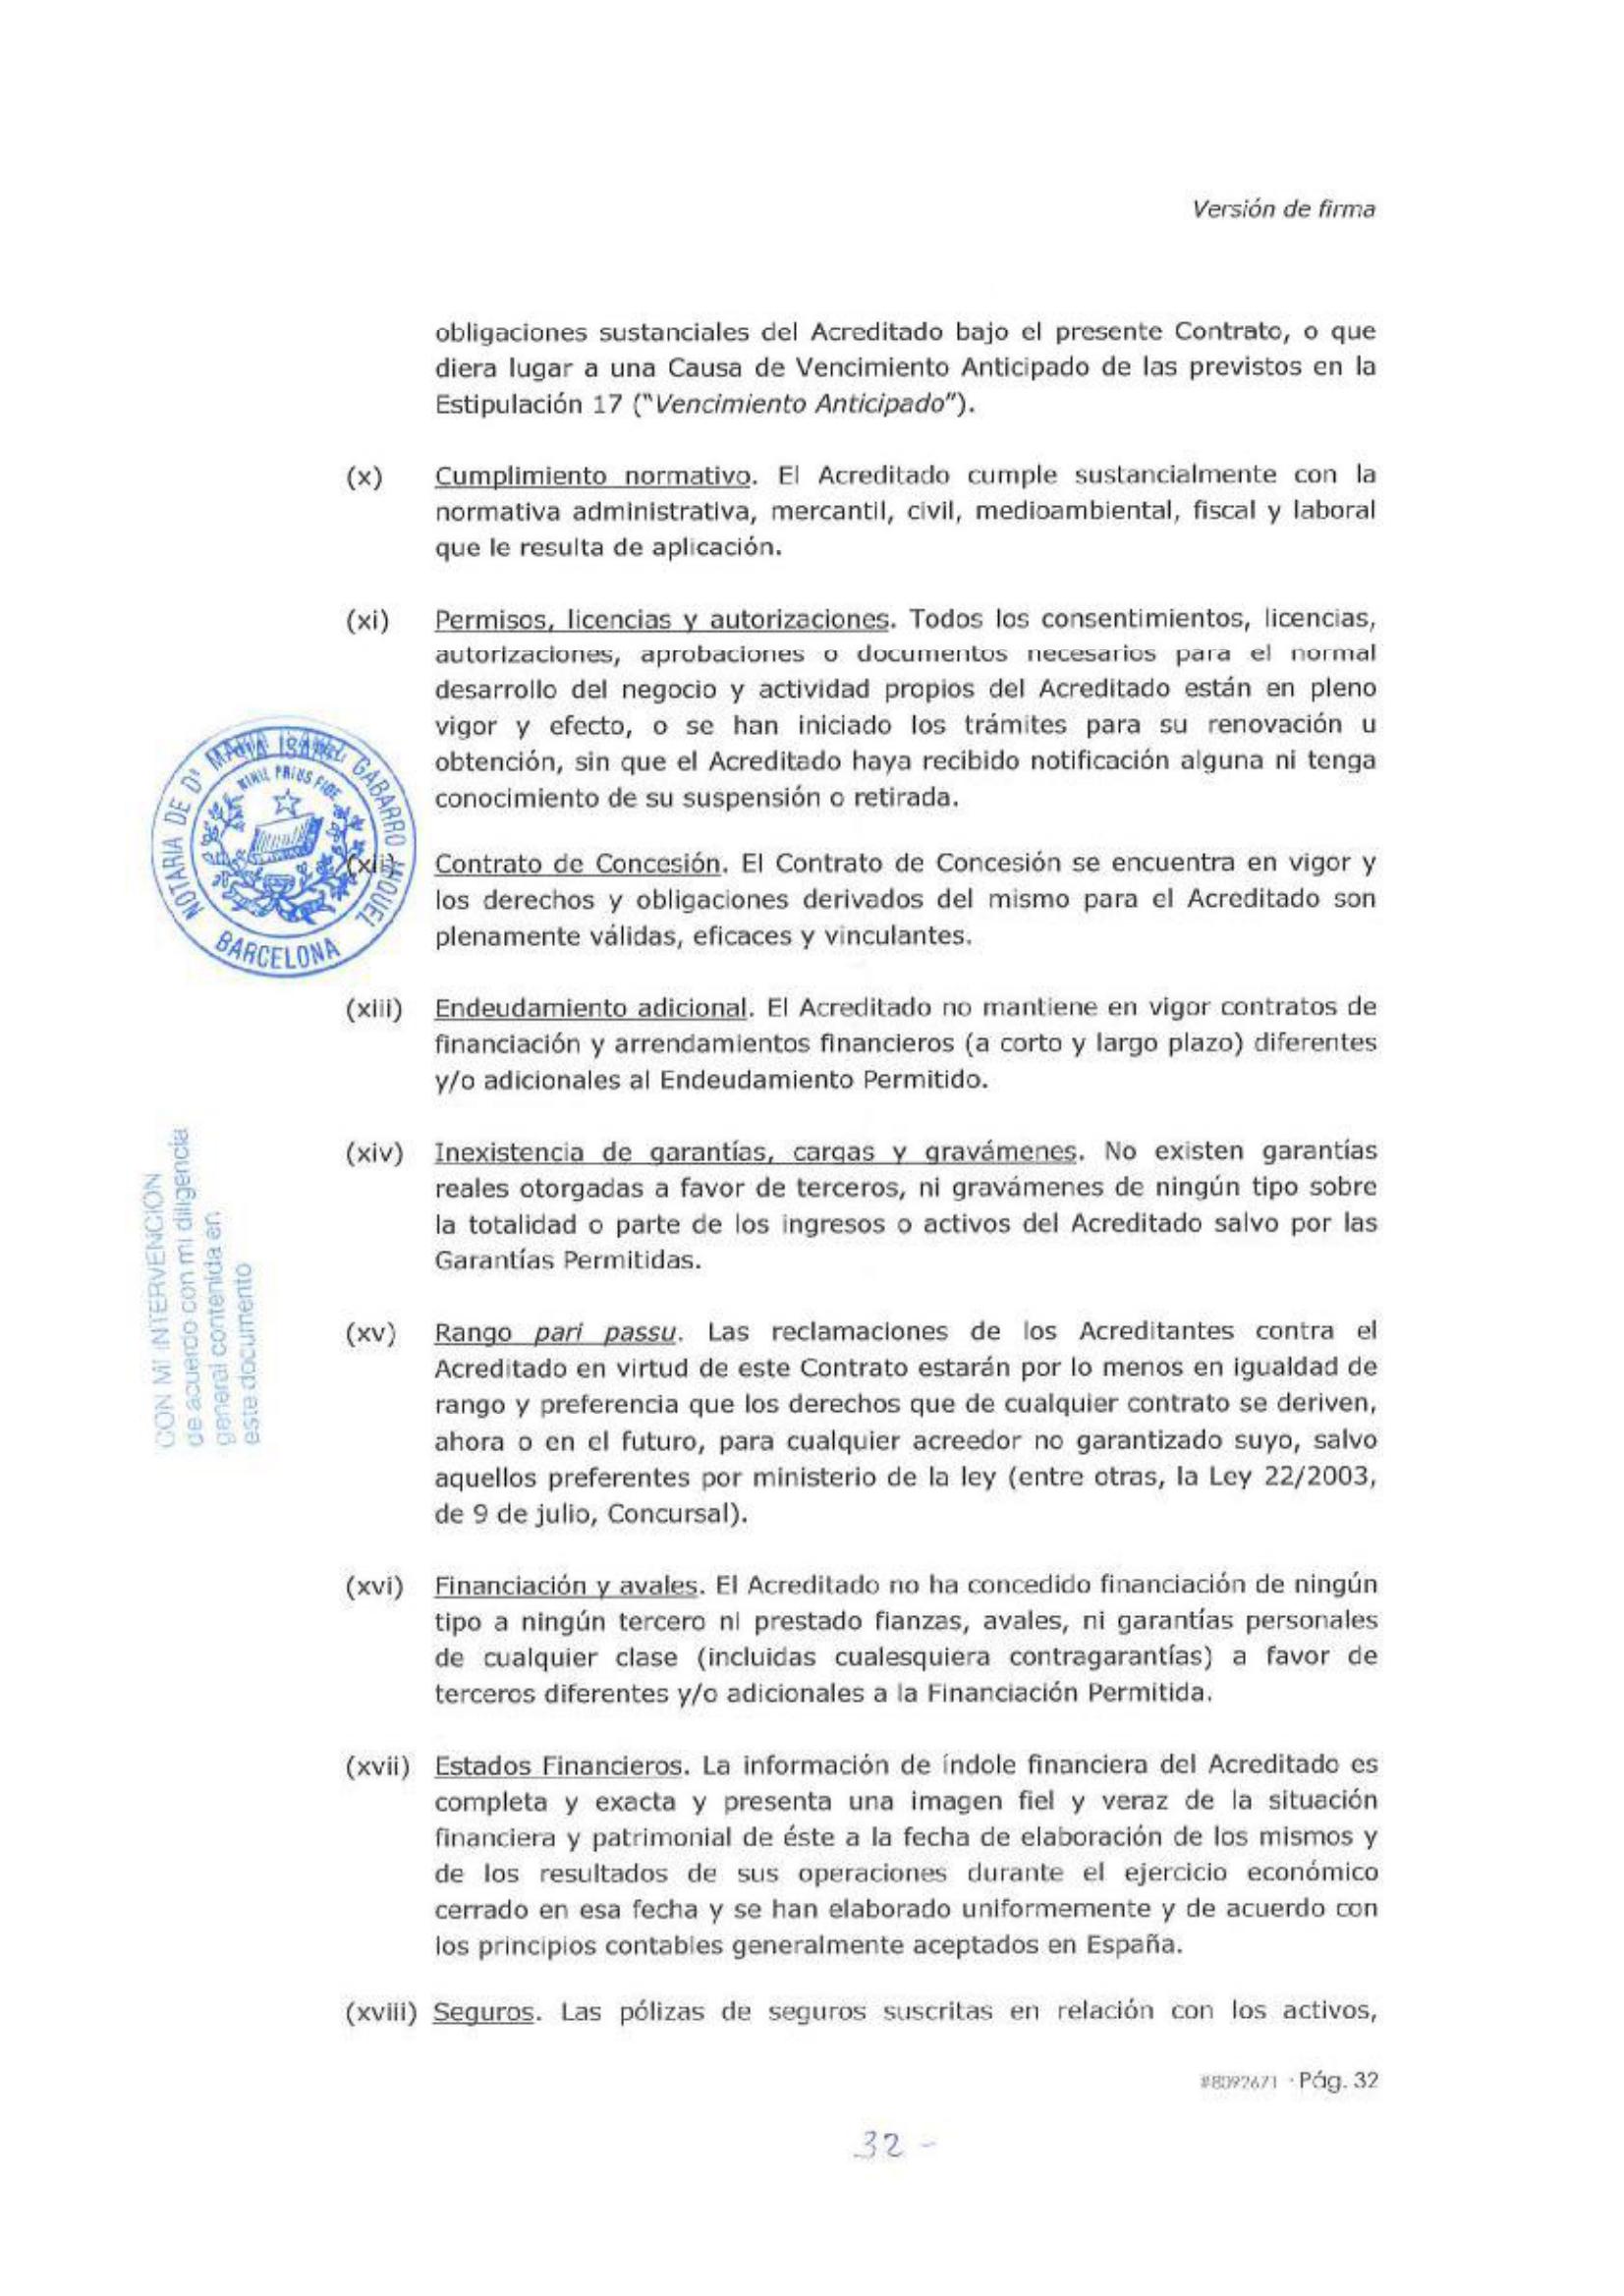 Versión de firma
obligaciones sustanciales del Acreditado bajo el presente Contrato, o que
diera lugar a una Causa de Vencimiento Anticipado de las previstos en la
Estipulación 17 ("Vencimiento Anticipado").
(x) Cumplimiento normativo. El Acreditado cumple sustancialmente con la
normativa administrativa, mercantil, civil, medioambiental, fiscal y laboral
que le resulta de aplicación.
(xi) Permisos, licencias y autorizaciones. Todos los consentimientos, licencias,
autorizaciones, aprobaciones o documentos necesarios para el normal
desarrollo del negocio y actividad propios del Acreditado están en pleno
vigor y efecto, o se han iniciado los trámites para su renovación u
obtención, sin que el Acreditado haya recibido notificación alguna ni tenga
conocimiento de su suspensión o retirada.
NOTARIA DE Dª MARIA ISABEL GABARRO MIQUEL
NIHIL PRIUS FIDE
BARCELONA
(xii) Contrato de Concesión. El Contrato de Concesión se encuentra en vigor y
los derechos y obligaciones derivados del mismo para el Acreditado son
plenamente válidas, eficaces y vinculantes.
(xiii) Endeudamiento adicional. El Acreditado no mantiene en vigor contratos de
financiación y arrendamientos financieros (a corto y largo plazo) diferentes
y/o adicionales al Endeudamiento Permitido.
(xiv) Inexistencia de garantías, cargas y gravámenes. No existen garantías
reales otorgadas a favor de terceros, ni gravámenes de ningún tipo sobre
la totalidad o parte de los ingresos o activos del Acreditado salvo por las
Garantías Permitidas.
CON MI INTERVENCION
de acuerdo con mi diligencia
general contenida en
este documento
(xv) Rango pari passu. Las reclamaciones de los Acreditantes contra el
Acreditado en virtud de este Contrato estarán por lo menos en igualdad de
rango y preferencia que los derechos que de cualquier contrato se deriven,
ahora o en el futuro, para cualquier acreedor no garantizado suyo, salvo
aquellos preferentes por ministerio de la ley (entre otras, la Ley 22/2003,
de 9 de julio, Concursal).
(xvi) Financiación y avales. El Acreditado no ha concedido financiación de ningún
tipo a ningún tercero ni prestado fianzas, avales, ni garantías personales
de cualquier clase (incluidas cualesquiera contragarantías) a favor de
terceros diferentes y/o adicionales a la Financiación Permitida.
(xvii) Estados Financieros. La información de índole financiera del Acreditado es
completa y exacta y presenta una imagen fiel y veraz de la situación
financiera y patrimonial de éste a la fecha de elaboración de los mismos y
de los resultados de sus operaciones durante el ejercicio económico
cerrado en esa fecha y se han elaborado uniformemente y de acuerdo con
los principios contables generalmente aceptados en España.
(xviii) Seguros. Las pólizas de seguros suscritas en relación con los activos,
#8092671 · Pág. 32
32 -